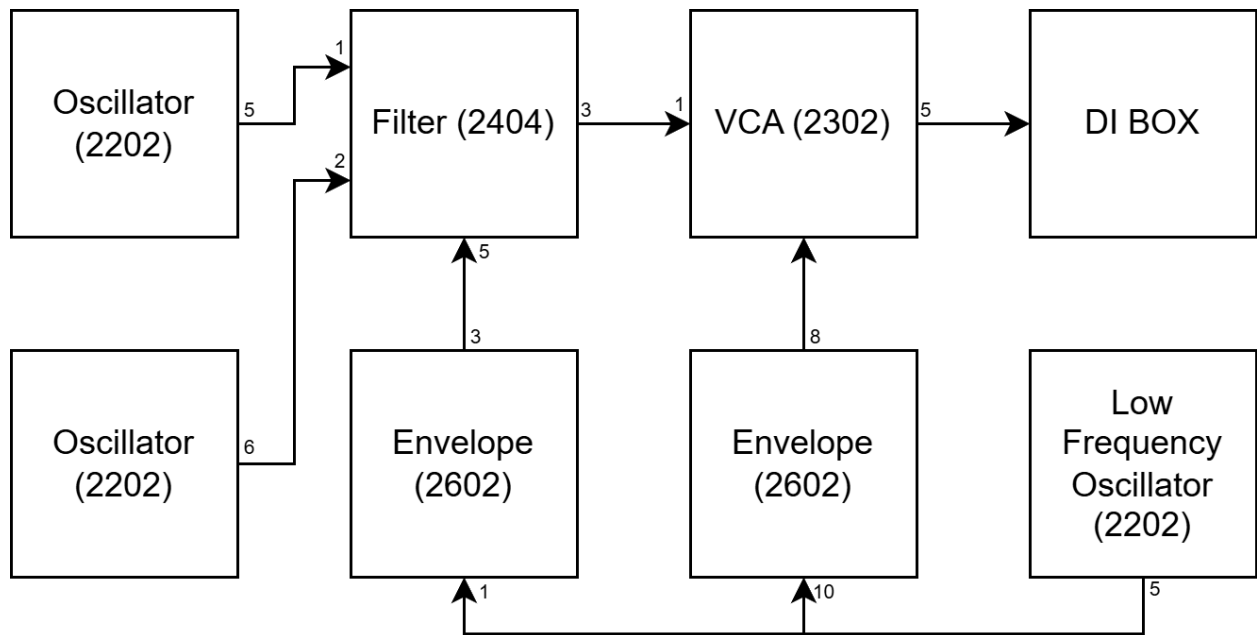 Oscillator
(2202)
5
1
2
Filter (2404)
3
1
VCA (2302)
5
DI BOX
5
3
8
Oscillator
(2202)
6
Envelope
(2602)
1
Envelope
(2602)
10
Low
Frequency
Oscillator
(2202)
5